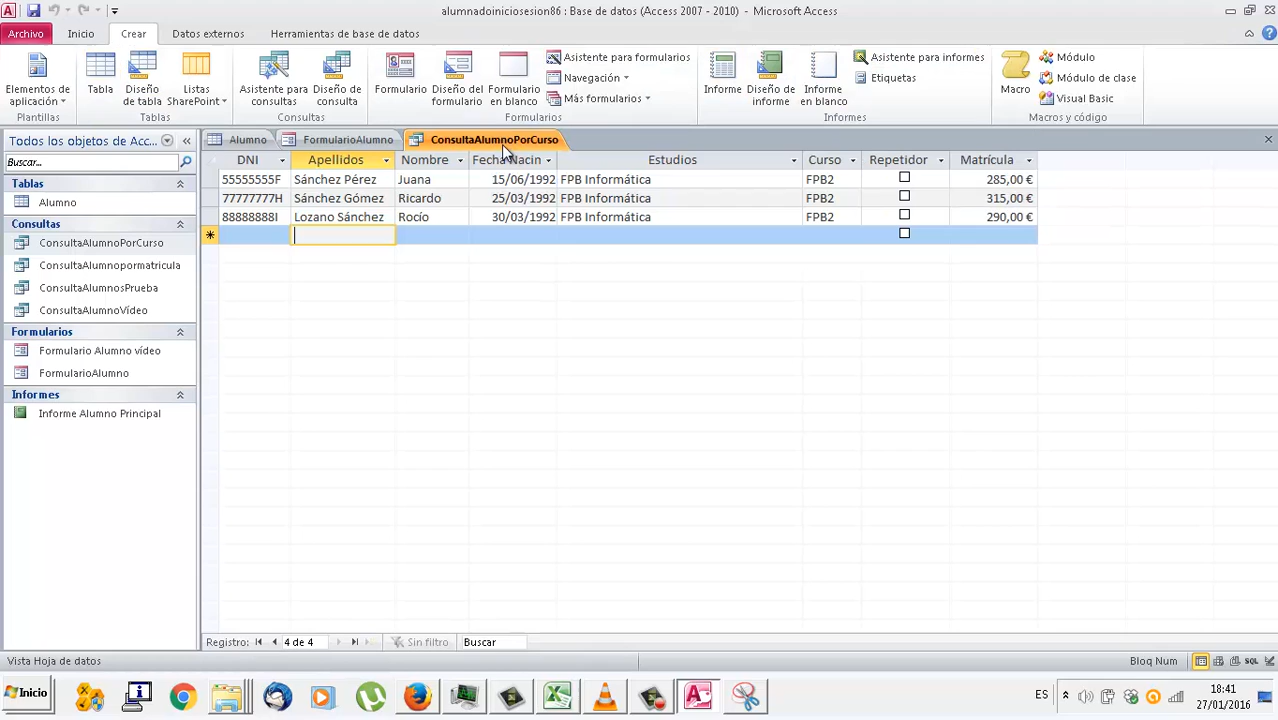 alumnadoiniciosesion86 : Base de datos (Access 2007 - 2010) - Microsoft Access
Archivo Inicio Crear Datos externos Herramientas de base de datos
Elementos de aplicación
Plantillas
Tabla
Diseño de tabla
Listas SharePoint
Tablas
Asistente para consultas
Diseño de consulta
Consultas
Formulario
Diseño del formulario
Formulario en blanco
Asistente para formularios
Navegación
Más formularios
Formularios
Informe
Diseño de informe
Informe en blanco
Asistente para informes
Etiquetas
Informes
Macro
Módulo
Módulo de clase
Visual Basic
Macros y código
Todos los objetos de Acce...
Buscar...
Tablas
Alumno
Consultas
ConsultaAlumnoPorCurso
ConsultaAlumnopormatricula
ConsultaAlumnosPrueba
ConsultaAlumnoVídeo
Formularios
Formulario Alumno vídeo
FormularioAlumno
Informes
Informe Alumno Principal
Alumno FormularioAlumno ConsultaAlumnoPorCurso
DNI Apellidos Nombre Fecha Nacin Estudios Curso Repetidor Matrícula
55555555F Sánchez Pérez Juana 15/06/1992 FPB Informática FPB2 285,00 €
77777777H Sánchez Gómez Ricardo 25/03/1992 FPB Informática FPB2 315,00 €
88888888I Lozano Sánchez Rocío 30/03/1992 FPB Informática FPB2 290,00 €
Registro: 4 de 4 Sin filtro Buscar
Vista Hoja de datos Bloq Num SQL
Inicio ES 18:41
27/01/2016